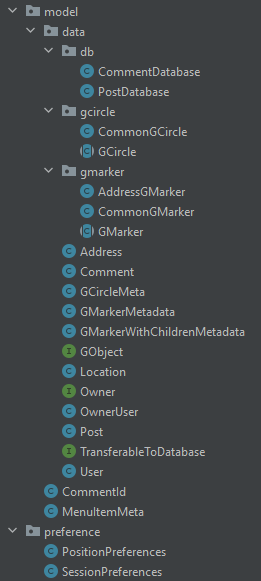 model
data
db
CommentDatabase
PostDatabase
gcircle
CommonGCircle
GCircle
gmarker
AddressGMarker
CommonGMarker
GMarker
Address
Comment
GCircleMeta
GMarkerMetadata
GMarkerWithChildrenMetadata
GObject
Location
Owner
OwnerUser
Post
TransferableToDatabase
User
CommentId
MenuItemMeta
preference
PositionPreferences
SessionPreferences